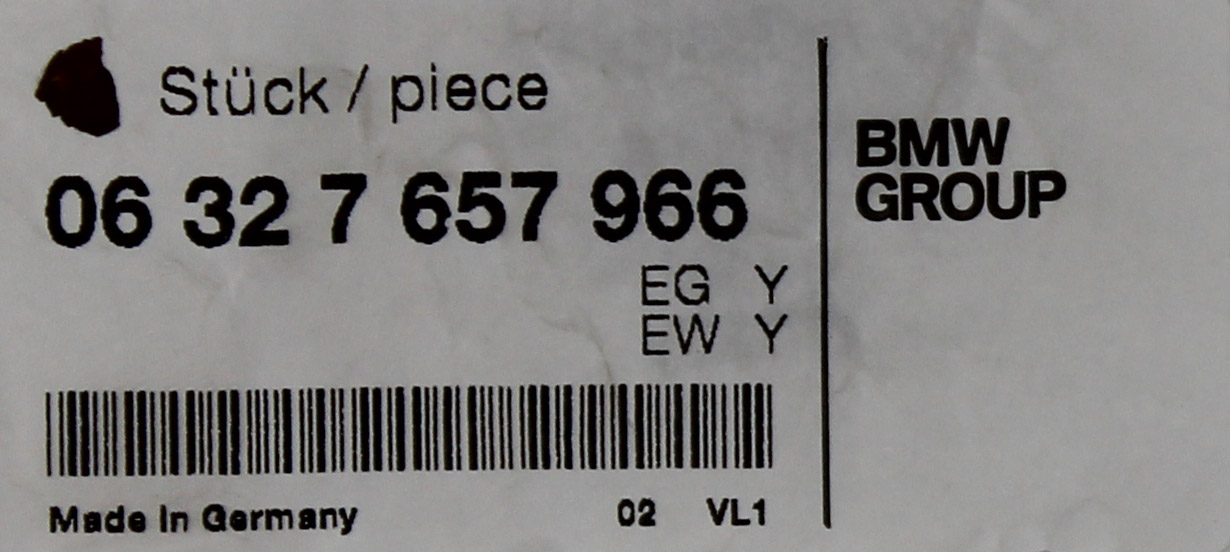 Stück / piece
06 32 7 657 966
EG Y
EW Y
Made In Germany 02 VL1
BMW
GROUP